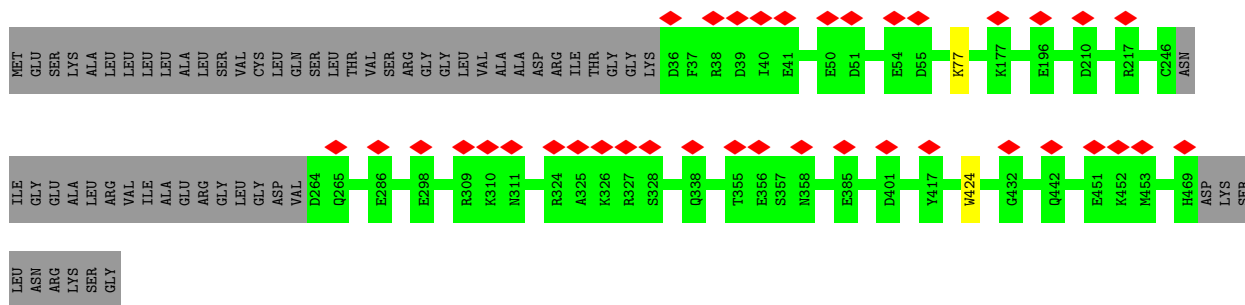 MET GLU SER LYS ALA LEU LEU LEU LEU ALA LEU SER VAL CYS LEU GLN SER LEU THR VAL SER ARG GLY GLY LEU VAL ALA ALA ASP ARG ILE THR GLY GLY LYS D36 F37 R38 D39 I40 E41 E50 D51 E54 D55 K77 K177 E196 D210 R217 C246 ASN
ILE GLY GLU ALA LEU ARG VAL ILE ALA GLU ARG GLY LEU GLY ASP VAL D264 Q265 E286 E298 R309 K310 N311 R324 A325 K326 R327 S328 Q338 T355 E356 S357 N358 E385 D401 Y417 W424 G432 Q442 E451 K452 M453 H469 ASP LYS SER
LEU ASN ARG LYS SER GLY